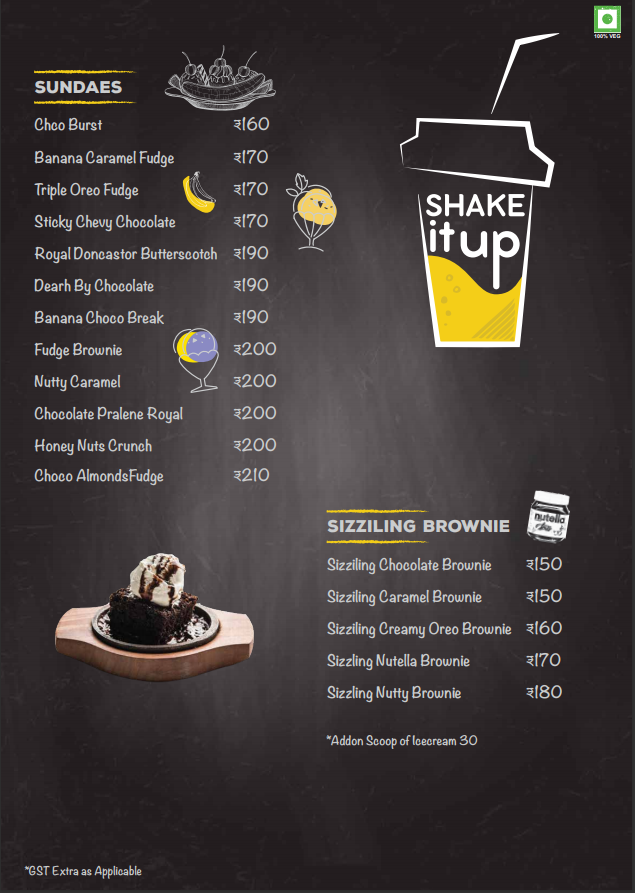 100% VEG
SUNDAES
Chco Burst ₹160
Banana Caramel Fudge ₹170
Triple Oreo Fudge ₹170
Sticky Chevy Chocolate ₹170
Royal Doncastor Butterscotch ₹190
Dearh By Chocolate ₹190
Banana Choco Break ₹190
Fudge Brownie ₹200
Nutty Caramel ₹200
Chocolate Pralene Royal ₹200
Honey Nuts Crunch ₹200
Choco AlmondsFudge ₹210
SHAKE
it up
SIZZILING BROWNIE
nutella
Sizziling Chocolate Brownie ₹150
Sizziling Caramel Brownie ₹150
Sizziling Creamy Oreo Brownie ₹160
Sizzling Nutella Brownie ₹170
Sizzling Nutty Brownie ₹180
*Addon Scoop of Icecream 30
*GST Extra as Applicable